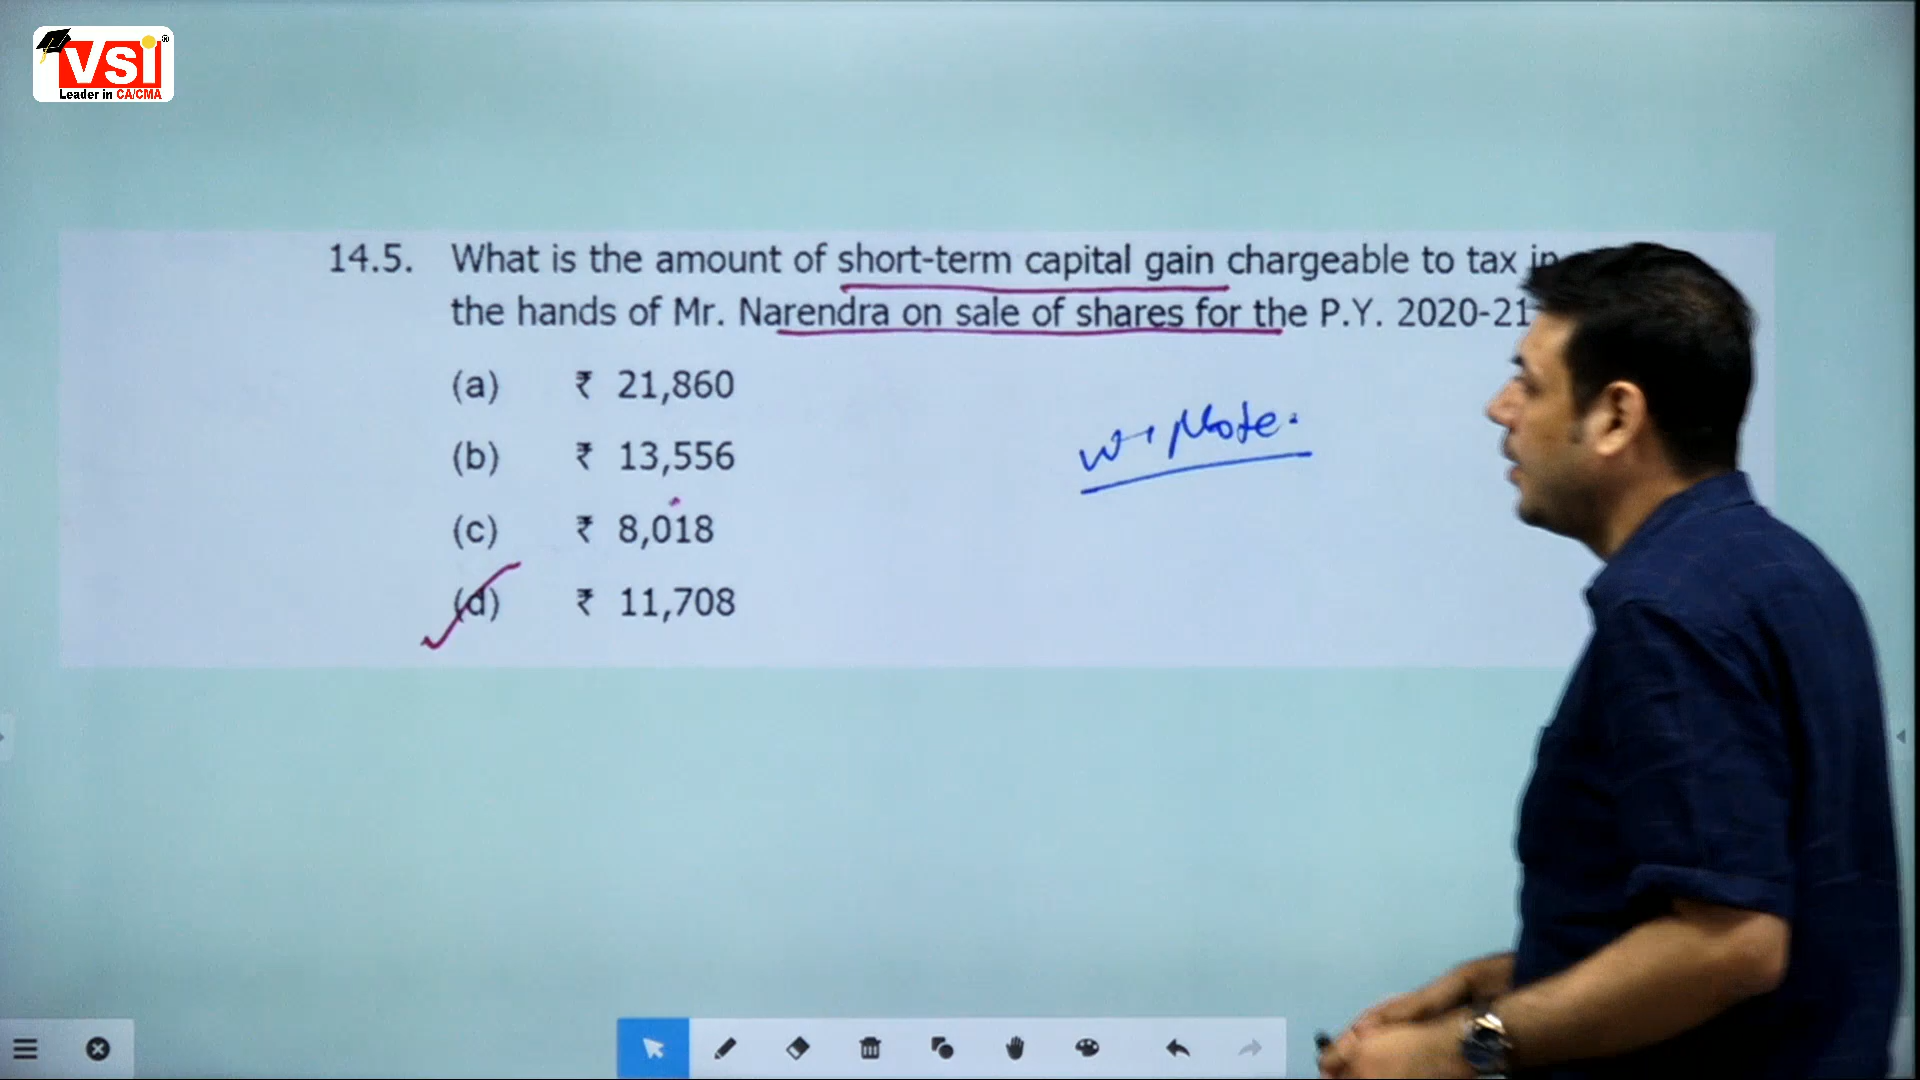 VSI®
Leader in CA/CMA
14.5. What is the amount of short-term capital gain chargeable to tax in
the hands of Mr. Narendra on sale of shares for the P.Y. 2020-21
(a) ₹ 21,860
(b) ₹ 13,556
(c) ₹ 8,018
(d) ₹ 11,708
Note.